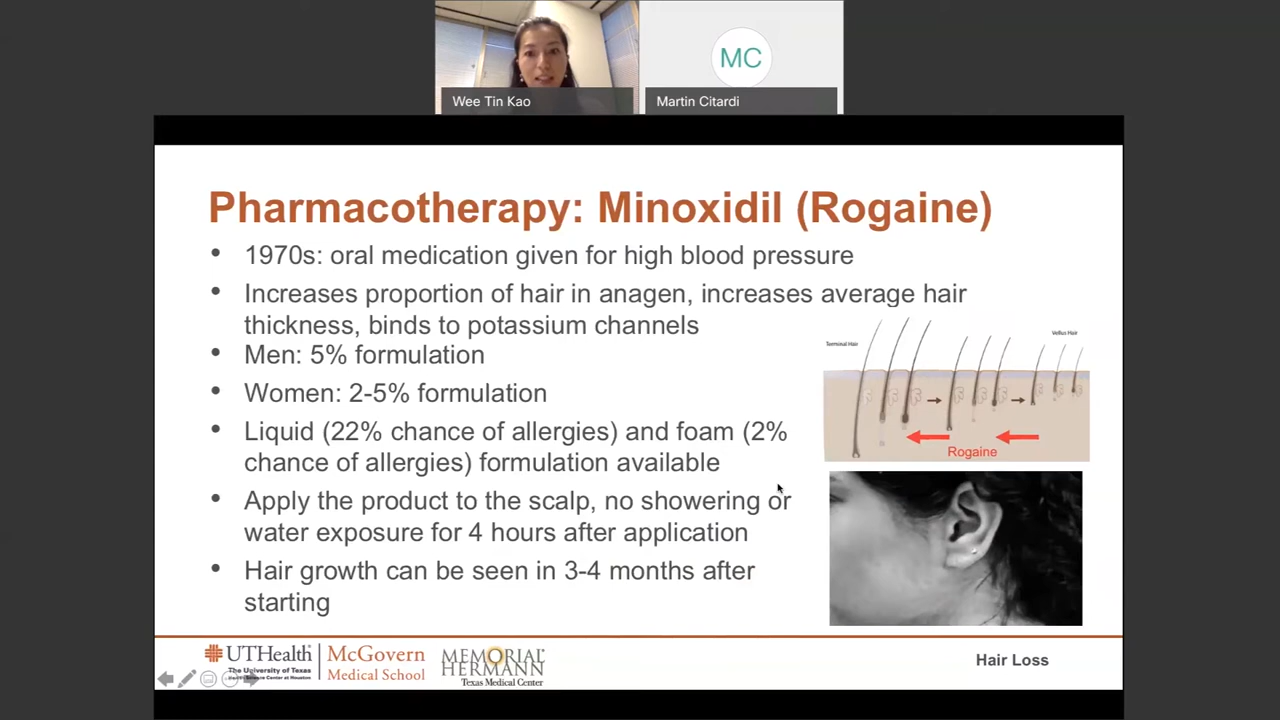 MC
Wee Tin Kao
Martin Citardi
Pharmacotherapy: Minoxidil (Rogaine)
• 1970s: oral medication given for high blood pressure
• Increases proportion of hair in anagen, increases average hair
thickness, binds to potassium channels
• Men: 5% formulation
• Women: 2-5% formulation
• Liquid (22% chance of allergies) and foam (2%
chance of allergies) formulation available
• Apply the product to the scalp, no showering or
water exposure for 4 hours after application
• Hair growth can be seen in 3-4 months after
starting
Terminal Hair
Vellus Hair
Rogaine
UTHealth
The University of Texas
Health Science Center at Houston
McGovern
Medical School
MEMORIAL
HERMANN
Texas Medical Center
Hair Loss